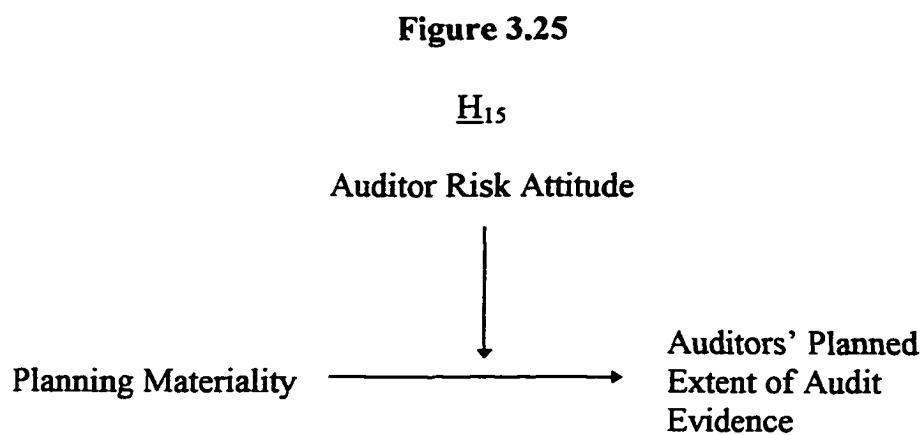 Figure 3.25
H15
Auditor Risk Attitude
Planning Materiality
Auditors’ Planned
Extent of Audit
Evidence